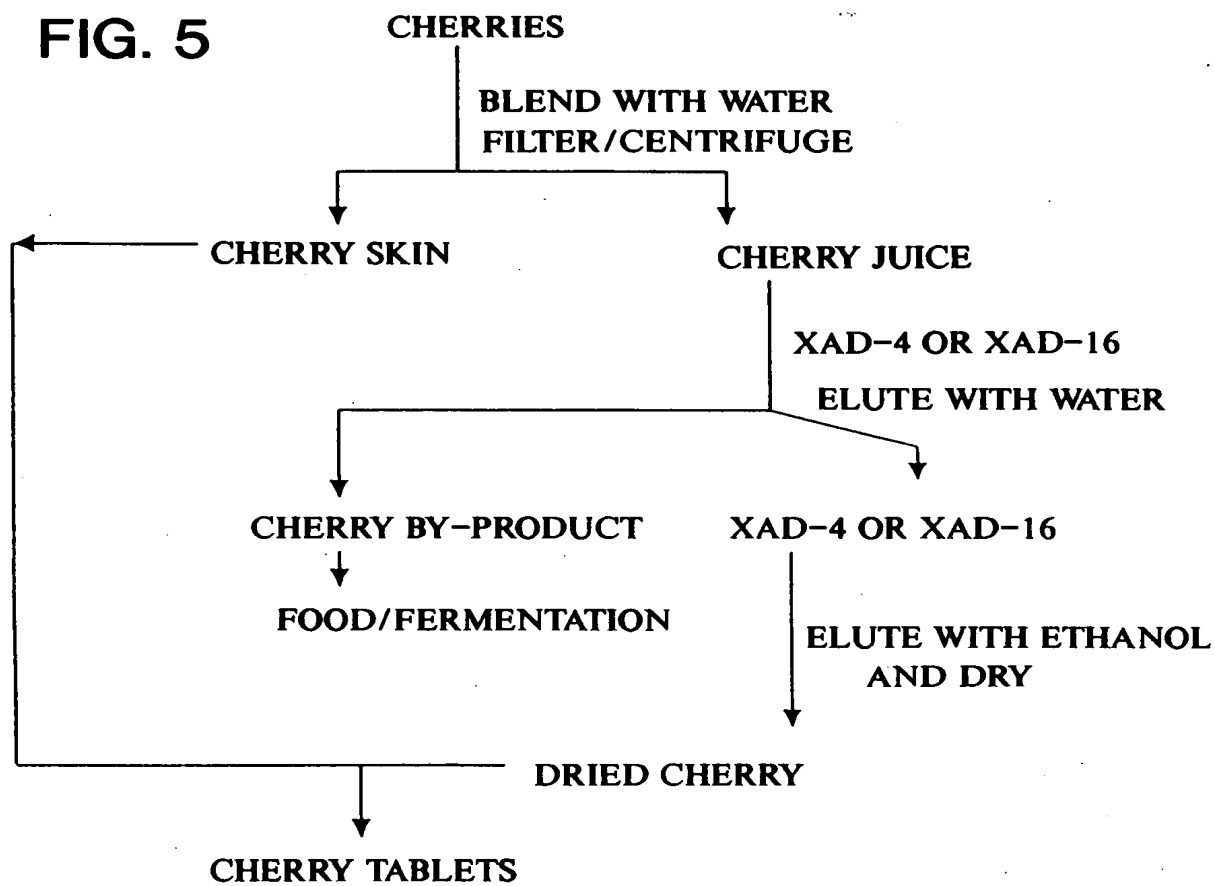 FIG. 5
CHERRIES
BLEND WITH WATER
FILTER/CENTRIFUGE
CHERRY SKIN
CHERRY JUICE
XAD-4 OR XAD-16
ELUTE WITH WATER
CHERRY BY-PRODUCT
XAD-4 OR XAD-16
FOOD/FERMENTATION
ELUTE WITH ETHANOL
AND DRY
DRIED CHERRY
CHERRY TABLETS